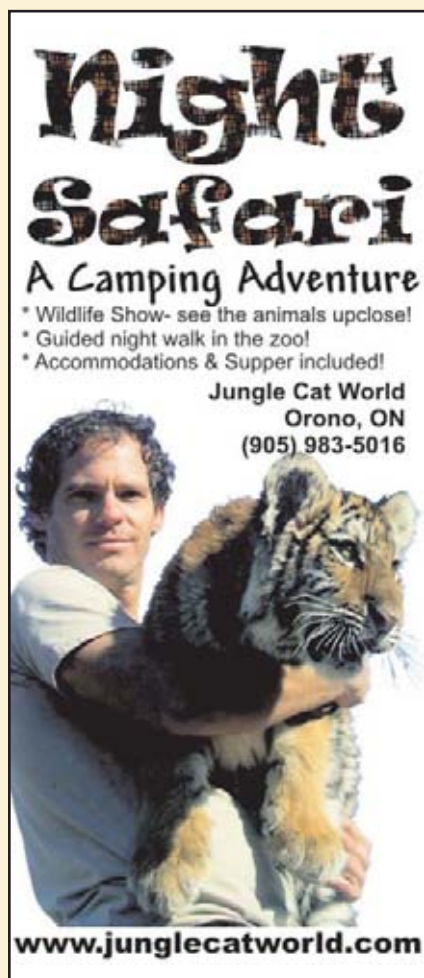 Night
Safari
A Camping Adventure
* Wildlife Show- see the animals upclose!
* Guided night walk in the zoo!
* Accommodations & Supper included!
Jungle Cat World
Orono, ON
(905) 983-5016
www.junglecatworld.com